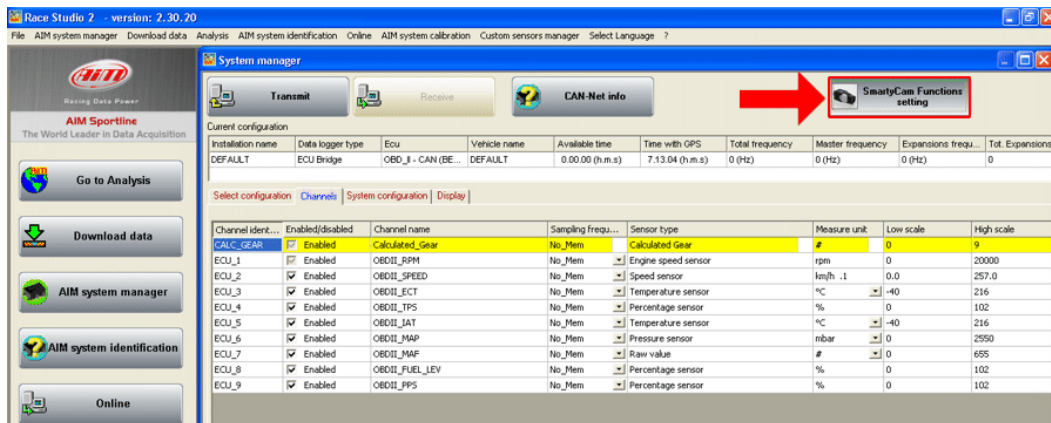 Race Studio 2 - version: 2.30.20
File AIM system manager Download data Analysis AIM system identification Online AIM system calibration Custom sensors manager Select Language ?
AiM
Racing Data Power
AIM Sportline
The World Leader in Data Acquisition
Go to Analysis
Download data
AIM system manager
AIM system identification
Online
System manager
Transmit Receive CAN-Net info SmartyCam Functions
setting
Current configuration
Installation name Data logger type Ecu Vehicle name Available time Time with GPS Total frequency Master frequency Expansions frequ... Tot. Expansions
DEFAULT ECU Bridge OBD_II - CAN (BE... DEFAULT 0.00.00 (h.m.s) 7.13.04 (h.m.s) 0 (Hz) 0 (Hz) 0 (Hz) 0
Select configuration Channels System configuration Display
Channel ident... Enabled/disabled Channel name Sampling frequ... Sensor type Measure unit Low scale High scale
CALC_GEAR Enabled Calculated_Gear No_Mem Calculated Gear # 0 9
ECU_1 Enabled OBDII_RPM No_Mem Engine speed sensor rpm 0 20000
ECU_2 Enabled OBDII_SPEED No_Mem Speed sensor km/h .1 0.0 257.0
ECU_3 Enabled OBDII_ECT No_Mem Temperature sensor °C -40 216
ECU_4 Enabled OBDII_TPS No_Mem Percentage sensor % 0 102
ECU_5 Enabled OBDII_IAT No_Mem Temperature sensor °C -40 216
ECU_6 Enabled OBDII_MAP No_Mem Pressure sensor mbar 0 2550
ECU_7 Enabled OBDII_MAF No_Mem Raw value # 0 655
ECU_8 Enabled OBDII_FUEL_LEV No_Mem Percentage sensor % 0 102
ECU_9 Enabled OBDII_PPS No_Mem Percentage sensor % 0 102